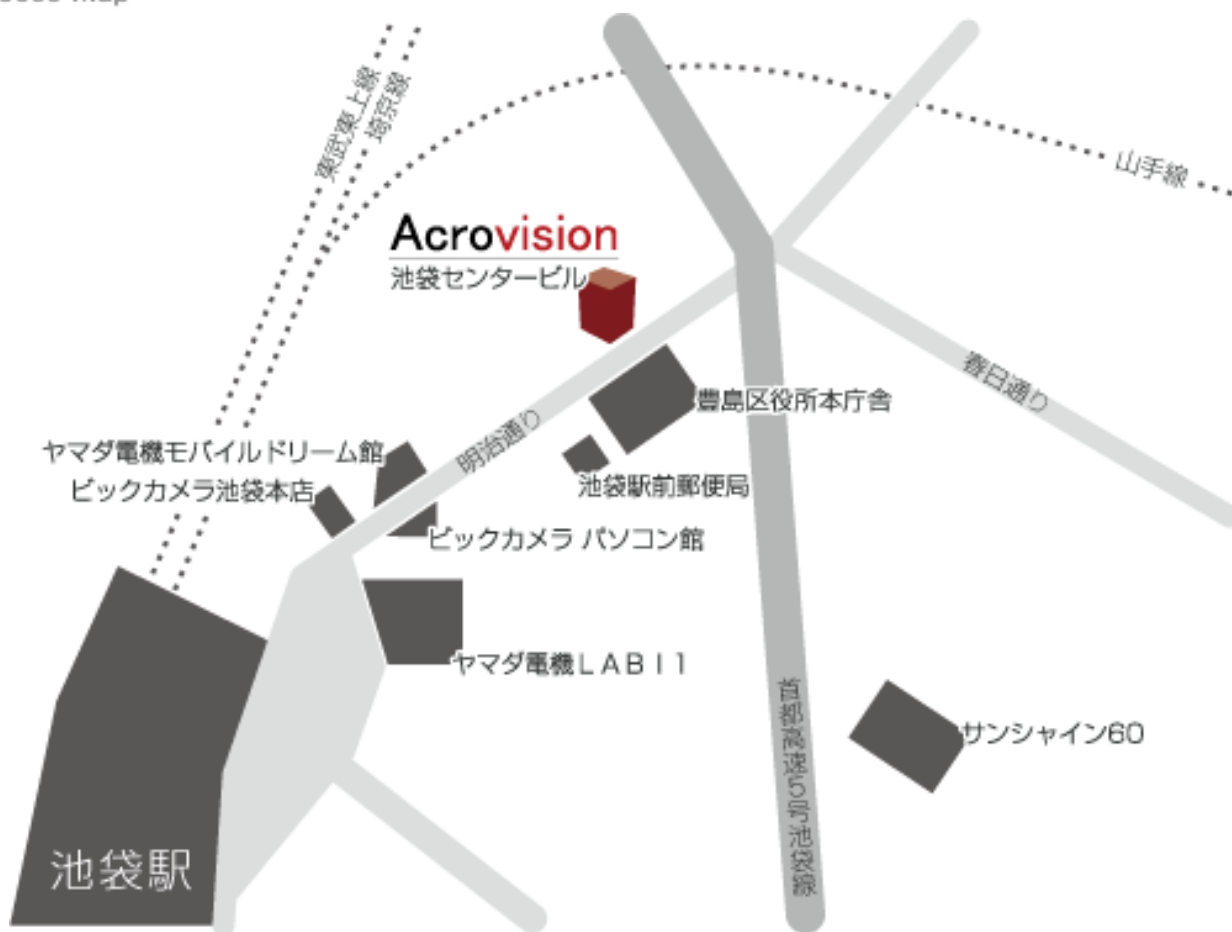 東武東上線
埼京線
山手線
Acrovision
池袋センタービル
春日通り
豊島区役所本庁舎
明治通り
ヤマダ電機モバイルドリーム館
池袋駅前郵便局
ビックカメラ池袋本店
ビックカメラ パソコン館
ヤマダ電機ＬＡＢＩ１
首都高速5号池袋線
サンシャイン60
池袋駅